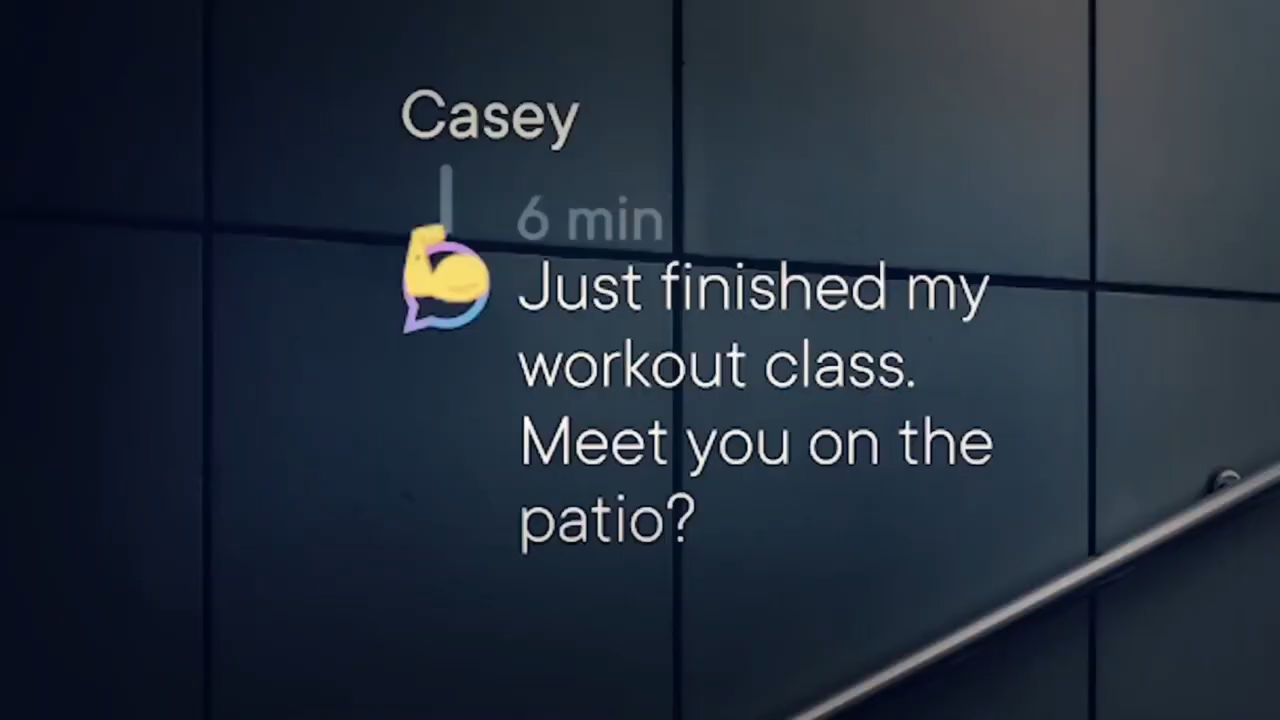 Casey
6 min
Just finished my
workout class.
Meet you on the
patio?